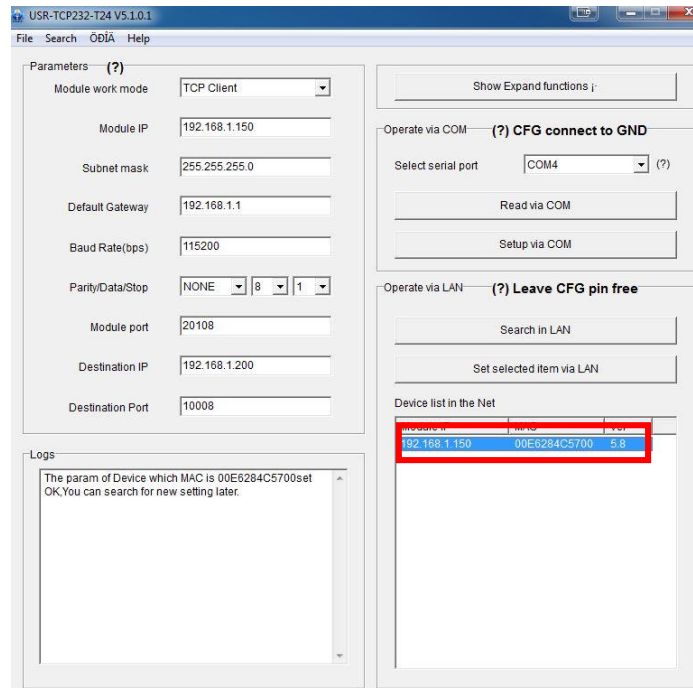 USR-TCP232-T24 V5.1.0.1
File Search ÖÐÎÄ Help
Parameters (?)
Module work mode TCP Client
Module IP 192.168.1.150
Subnet mask 255.255.255.0
Default Gateway 192.168.1.1
Baud Rate(bps) 115200
Parity/Data/Stop NONE 8 1
Module port 20108
Destination IP 192.168.1.200
Destination Port 10008
Logs
The param of Device which MAC is 00E6284C5700set
OK,You can search for new setting later.
Show Expand functions ¡·
Operate via COM (?) CFG connect to GND
Select serial port COM4 (?)
Read via COM
Setup via COM
Operate via LAN (?) Leave CFG pin free
Search in LAN
Set selected item via LAN
Device list in the Net
Module IP MAC Ver
192.168.1.150 00E6284C5700 5.8